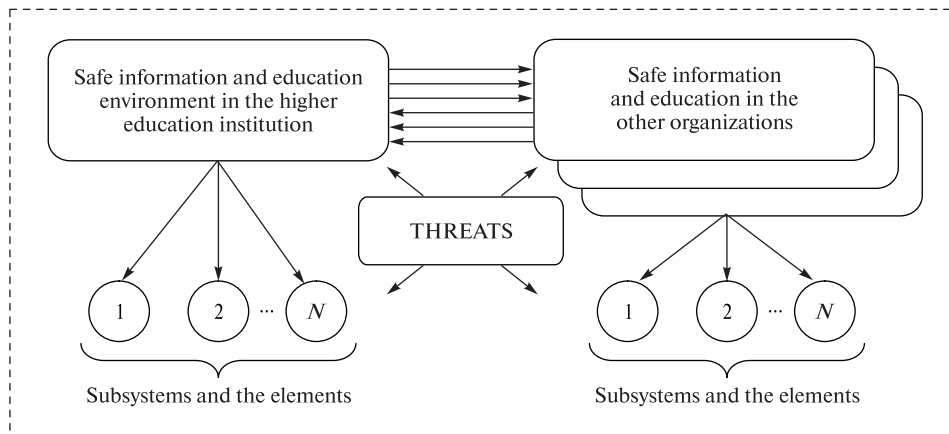 Safe information and education
environment in the higher
education institution
Safe information
and education in the
other organizations
THREATS
1
2
...
N
1
2
...
N
Subsystems and the elements
Subsystems and the elements